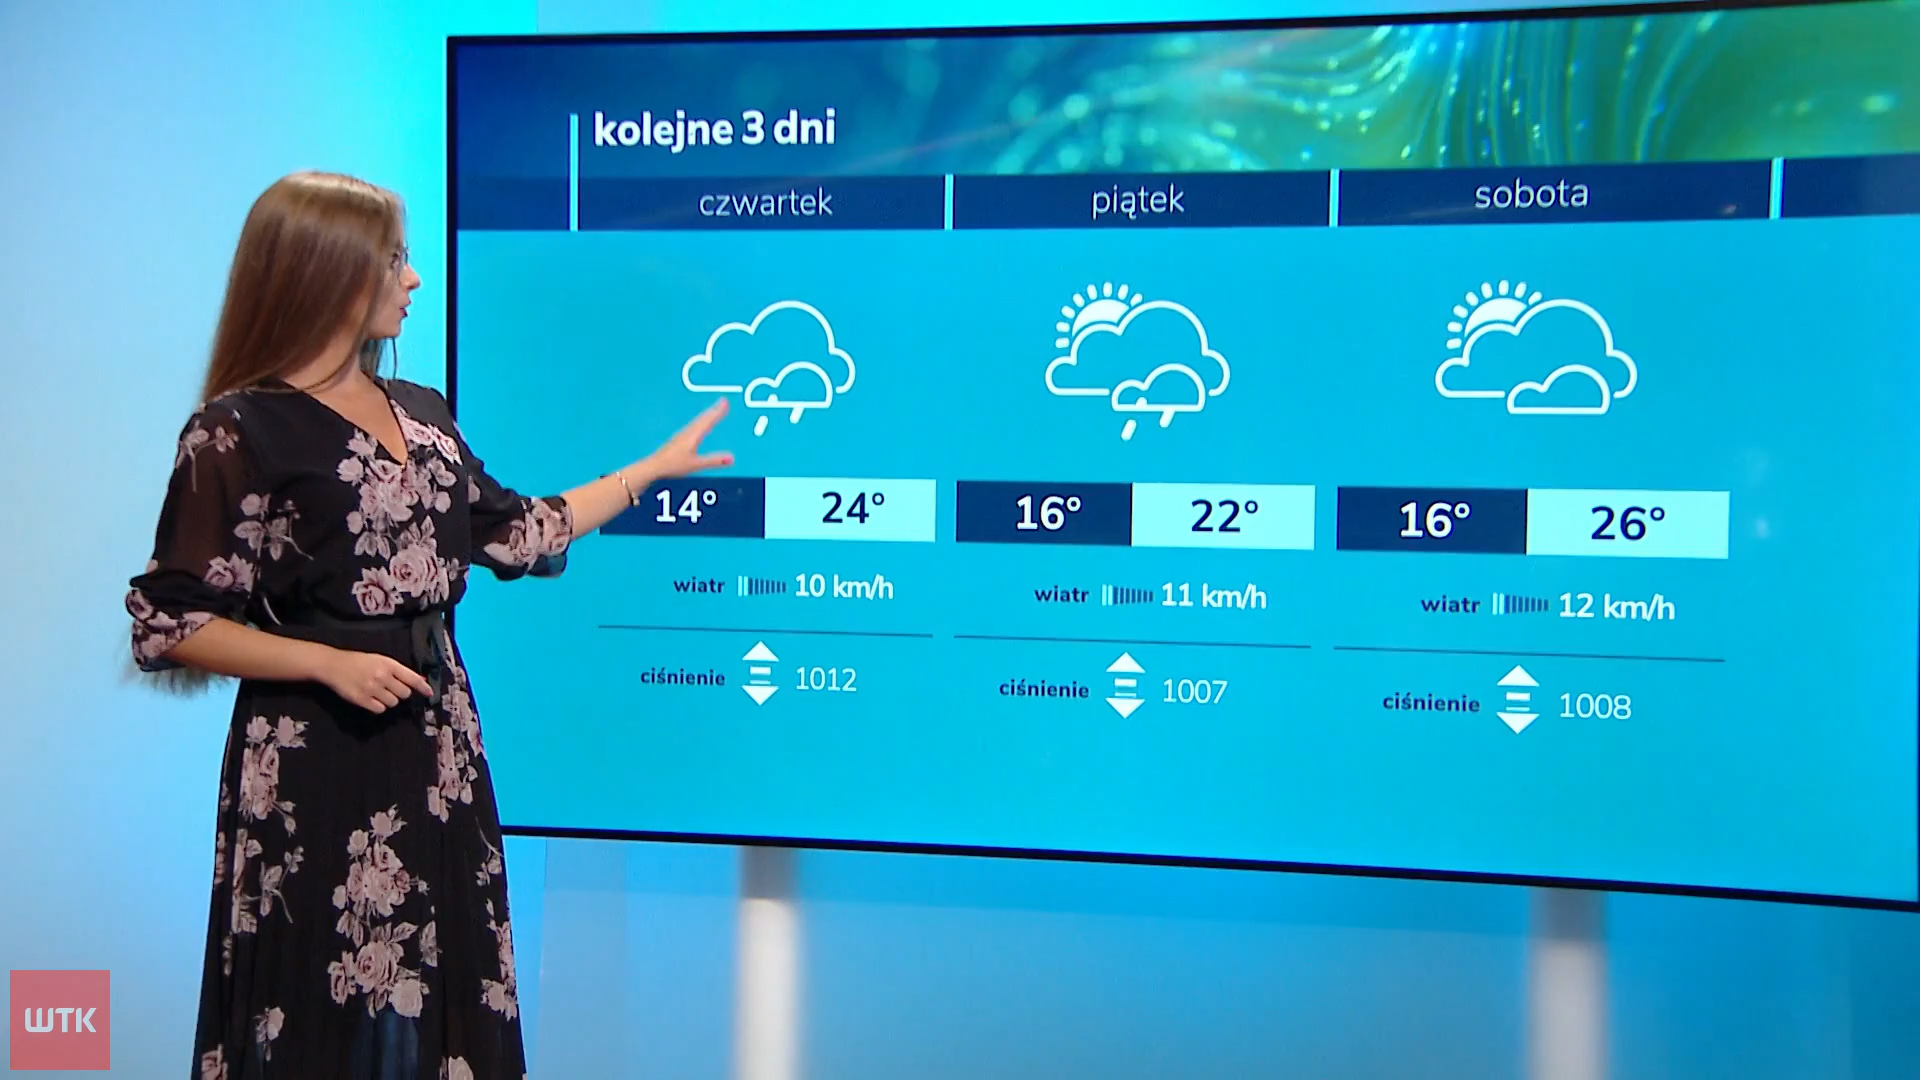 kolejne 3 dni
czwartek piątek sobota
14° 24° 16° 22° 16° 26°
wiatr 10 km/h wiatr 11 km/h wiatr 12 km/h
ciśnienie 1012 ciśnienie 1007 ciśnienie 1008
WTK